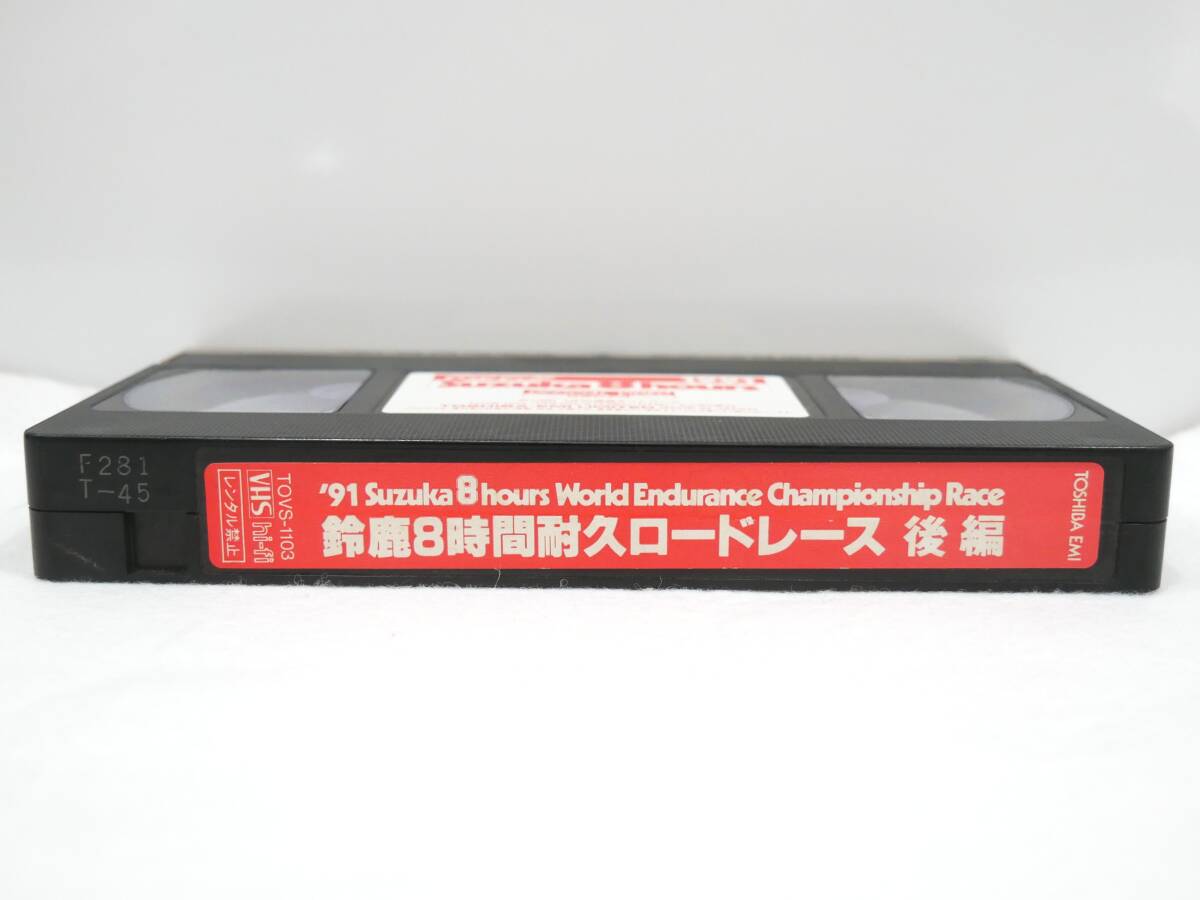 F281
T-45
TOVS-1103
VHS hi-fi
レンタル禁止
'91 Suzuka 8hours World Endurance Championship Race
鈴鹿8時間耐久ロードレース 後編
TOSHIBA EMI
Suzuka 8 hours